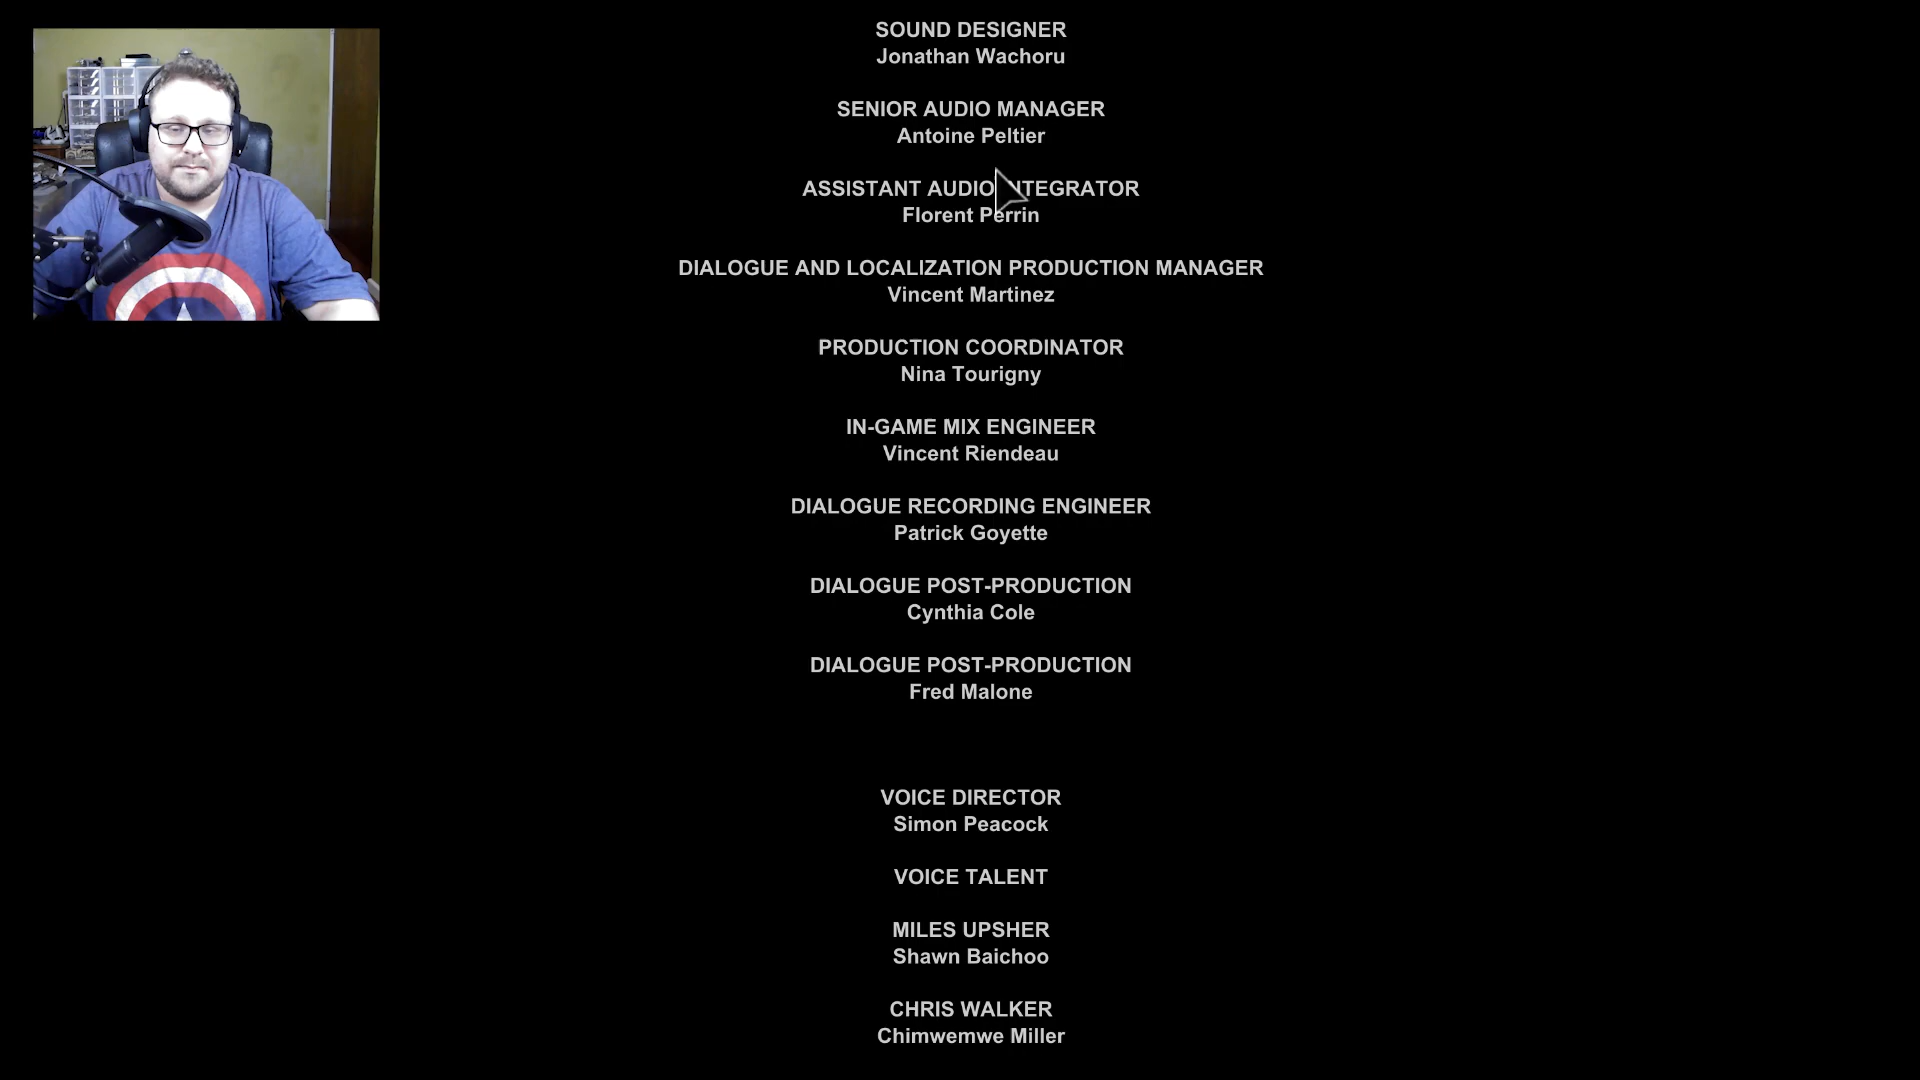 SOUND DESIGNER
Jonathan Wachoru
SENIOR AUDIO MANAGER
Antoine Peltier
ASSISTANT AUDIO INTEGRATOR
Florent Perrin
DIALOGUE AND LOCALIZATION PRODUCTION MANAGER
Vincent Martinez
PRODUCTION COORDINATOR
Nina Tourigny
IN-GAME MIX ENGINEER
Vincent Riendeau
DIALOGUE RECORDING ENGINEER
Patrick Goyette
DIALOGUE POST-PRODUCTION
Cynthia Cole
DIALOGUE POST-PRODUCTION
Fred Malone
VOICE DIRECTOR
Simon Peacock
VOICE TALENT
MILES UPSHER
Shawn Baichoo
CHRIS WALKER
Chimwemwe Miller